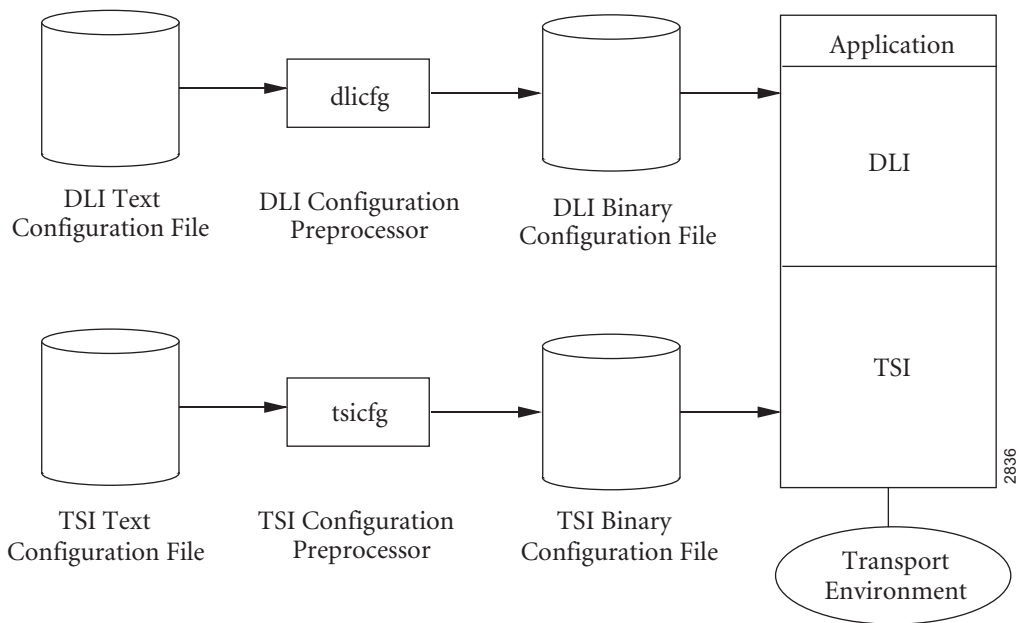 Application
dlicfg
DLI
DLI Text
Configuration File
DLI Configuration
Preprocessor
DLI Binary
Configuration File
tsicfg
TSI
TSI Text
Configuration File
TSI Configuration
Preprocessor
TSI Binary
Configuration File
2836
Transport
Environment